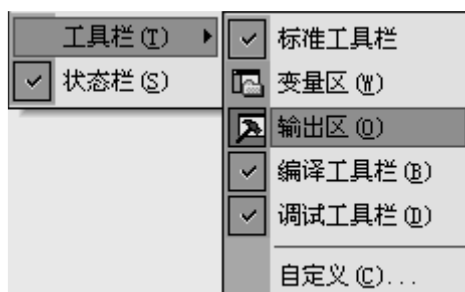 工具栏(T)
状态栏(S)
标准工具栏
变量区(W)
输出区(O)
编译工具栏(B)
调试工具栏(D)
自定义(C)...